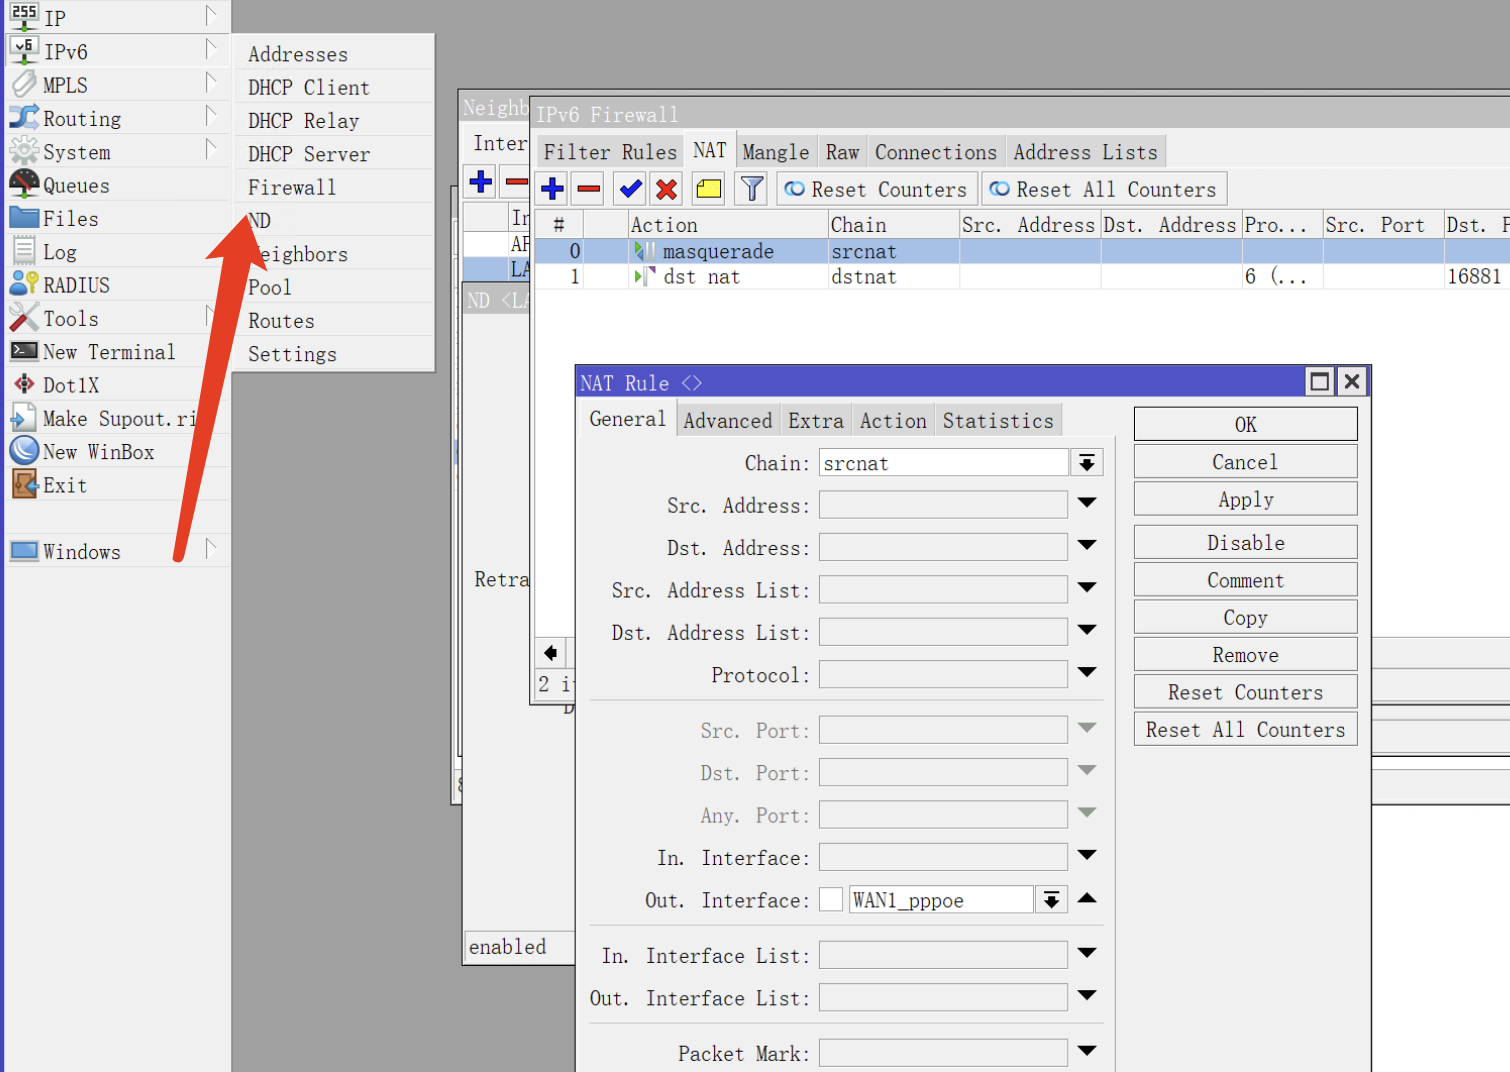 IP
IPv6
MPLS
Routing
System
Queues
Files
Log
RADIUS
Tools
New Terminal
Dot1X
Make Supout.ri
New WinBox
Exit
Windows
Addresses
DHCP Client
DHCP Relay
DHCP Server
Firewall
ND
eighbors
Pool
Routes
Settings
Neighb
Inter
ND <LA
Retra
enabled
IPv6 Firewall
Filter Rules NAT Mangle Raw Connections Address Lists
Reset Counters Reset All Counters
# Action Chain Src. Address Dst. Address Pro... Src. Port Dst. P
0 masquerade srcnat
1 dst nat dstnat 6 (... 16881
2 i
NAT Rule <>
General Advanced Extra Action Statistics
Chain: srcnat
Src. Address:
Dst. Address:
Src. Address List:
Dst. Address List:
Protocol:
Src. Port:
Dst. Port:
Any. Port:
In. Interface:
Out. Interface: WAN1_pppoe
In. Interface List:
Out. Interface List:
Packet Mark:
OK
Cancel
Apply
Disable
Comment
Copy
Remove
Reset Counters
Reset All Counters